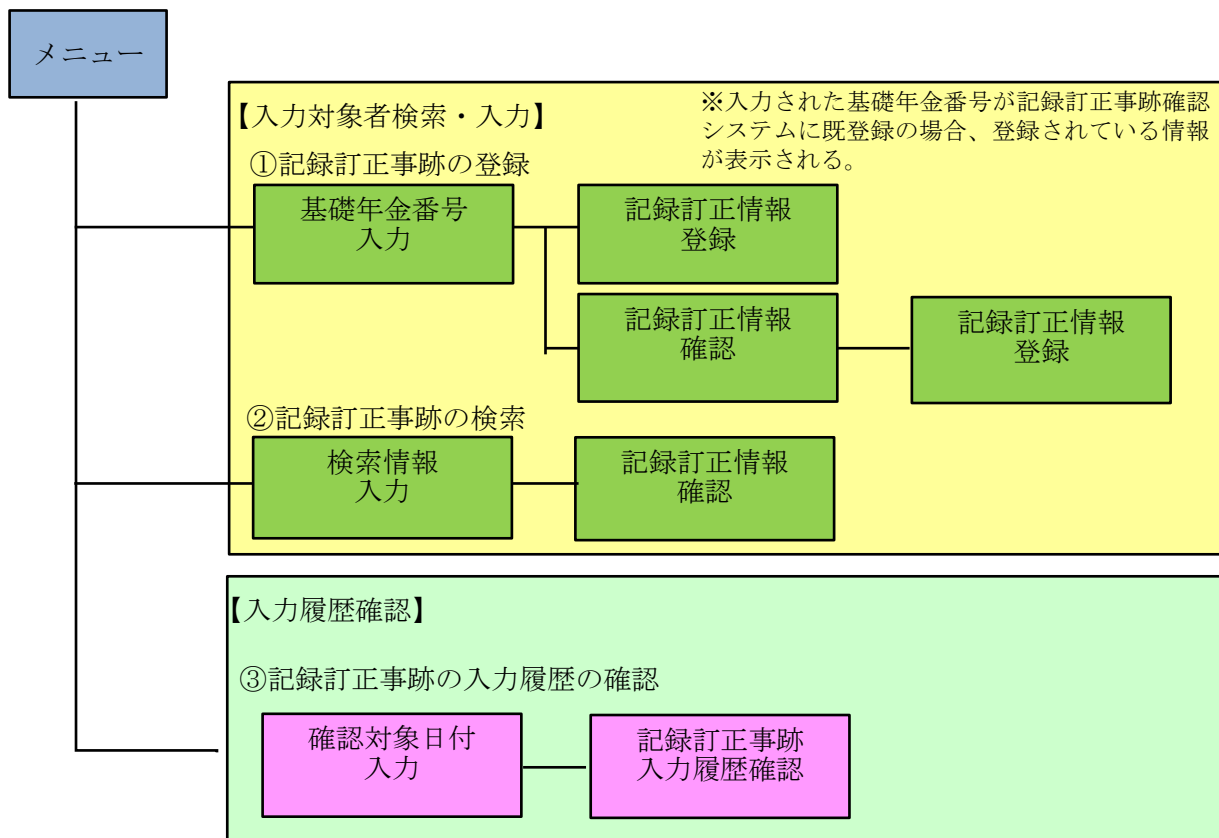 メニュー
【入力対象者検索・入力】
※入力された基礎年金番号が記録訂正事跡確認
システムに既登録の場合、登録されている情報
が表示される。
①記録訂正事跡の登録
基礎年金番号
入力
記録訂正情報
登録
記録訂正情報
確認
記録訂正情報
登録
②記録訂正事跡の検索
検索情報
入力
記録訂正情報
確認
【入力履歴確認】
③記録訂正事跡の入力履歴の確認
確認対象日付
入力
記録訂正事跡
入力履歴確認